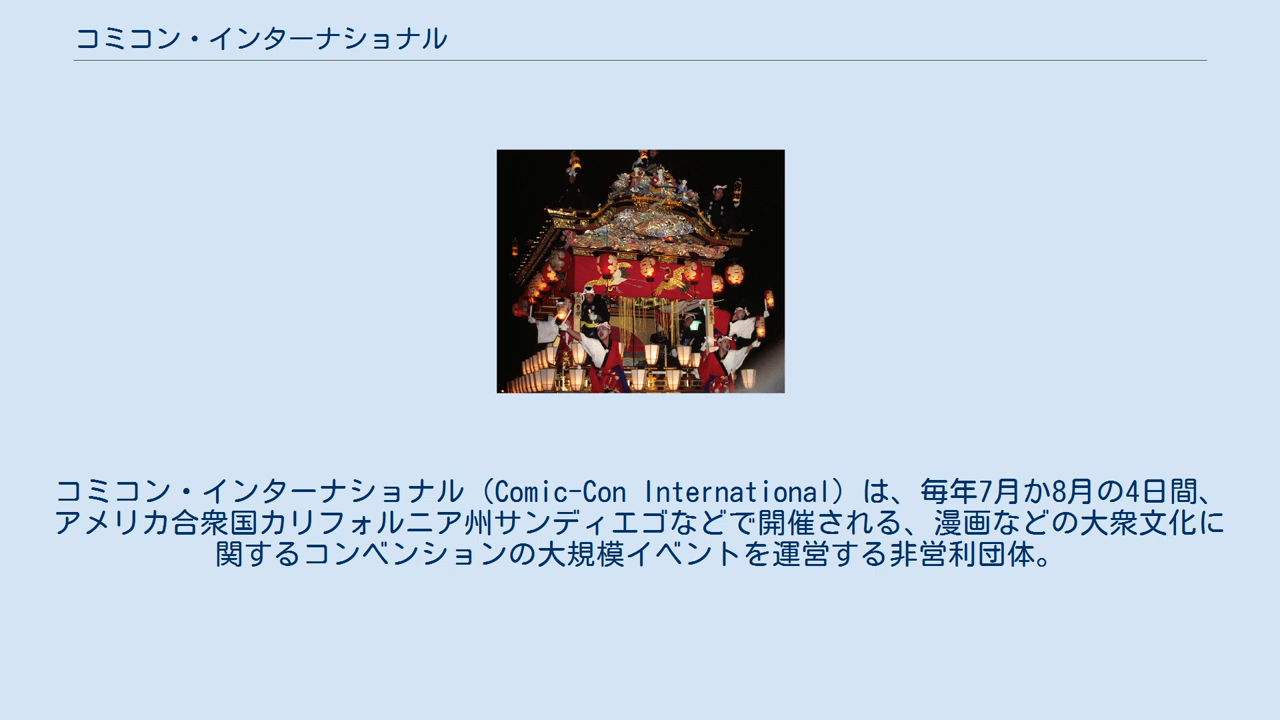 コミコン・インターナショナル
コミコン・インターナショナル（Comic-Con International）は、毎年7月か8月の4日間、
アメリカ合衆国カリフォルニア州サンディエゴなどで開催される、漫画などの大衆文化に
関するコンベンションの大規模イベントを運営する非営利団体。